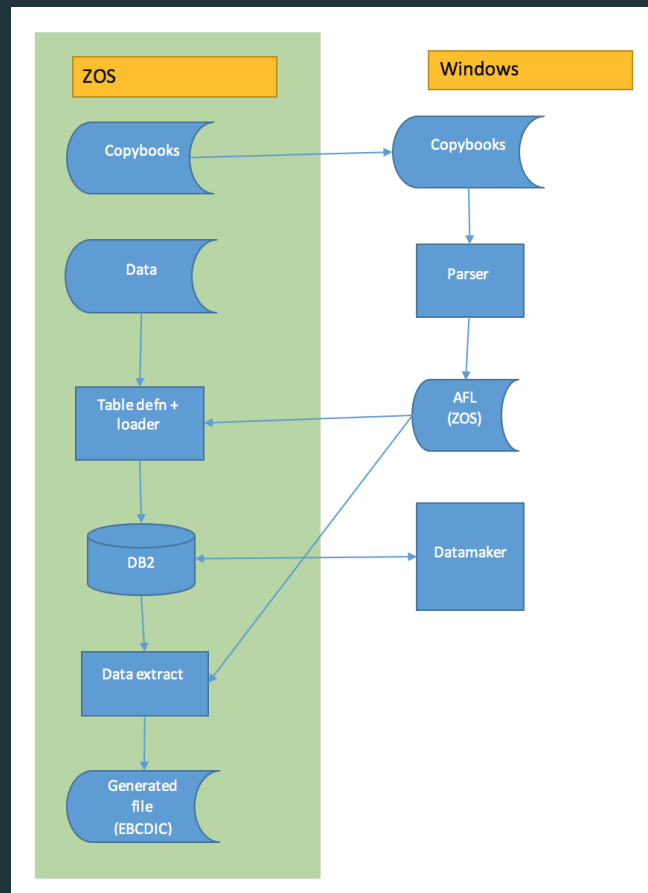 ZOS
Windows
Copybooks
Copybooks
Data
Parser
Table defn +
loader
AFL
(ZOS)
DB2
Datamaker
Data extract
Generated
file
(EBCDIC)